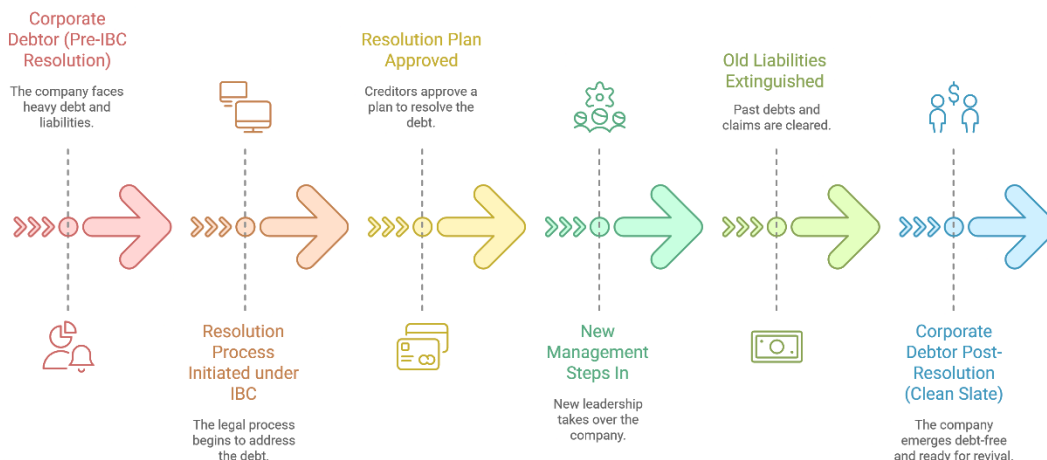 Corporate
Debtor (Pre-IBC
Resolution)
The company faces
heavy debt and
liabilities.
Resolution
Process
Initiated under
IBC
The legal process
begins to address
the debt.
Resolution Plan
Approved
Creditors approve a
plan to resolve the
debt.
New
Management
Steps In
New leadership
takes over the
company.
Old Liabilities
Extinguished
Past debts and
claims are cleared.
$
Corporate
Debtor Post-
Resolution
(Clean Slate)
The company
emerges debt-free
and ready for revival.